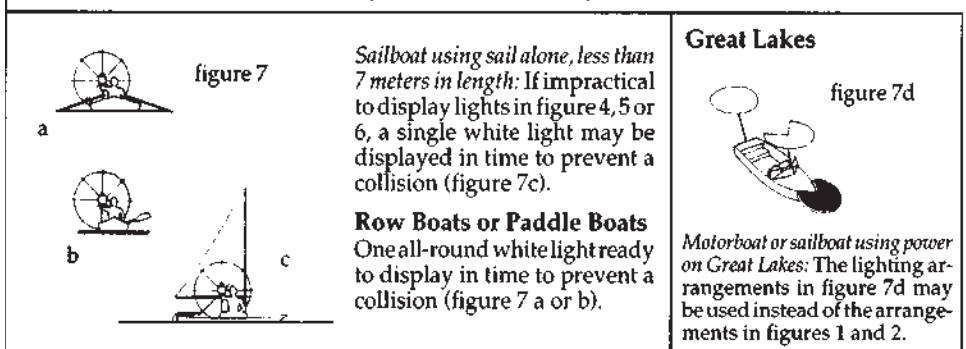 figure 7
a
b
c
Sailboat using sail alone, less than
7 meters in length: If impractical
to display lights in figure 4, 5 or
6, a single white light may be
displayed in time to prevent a
collision (figure 7c).
Row Boats or Paddle Boats
One all-round white light ready
to display in time to prevent a
collision (figure 7 a or b).
Great Lakes
figure 7d
Motorboat or sailboat using power
on Great Lakes: The lighting ar-
rangements in figure 7d may
be used instead of the arrange-
ments in figures 1 and 2.